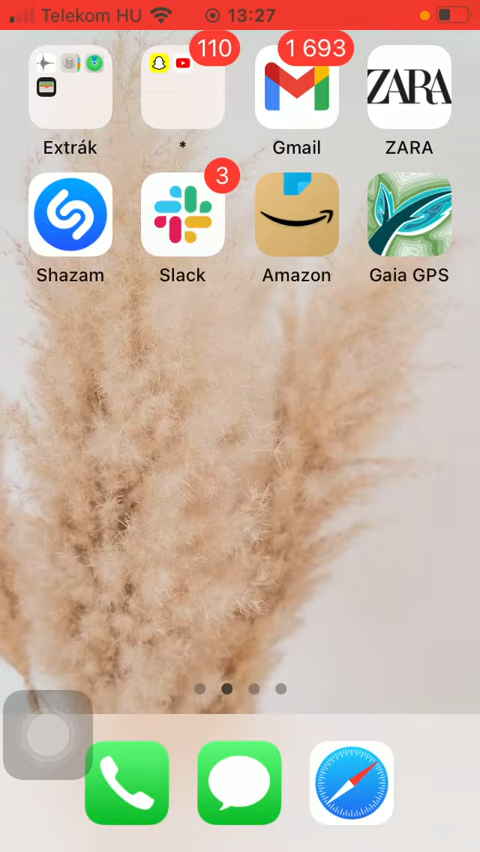 Telekom HU 13:27
110 1 693
ZARA
Extrák * Gmail ZARA
3
Shazam Slack Amazon Gaia GPS